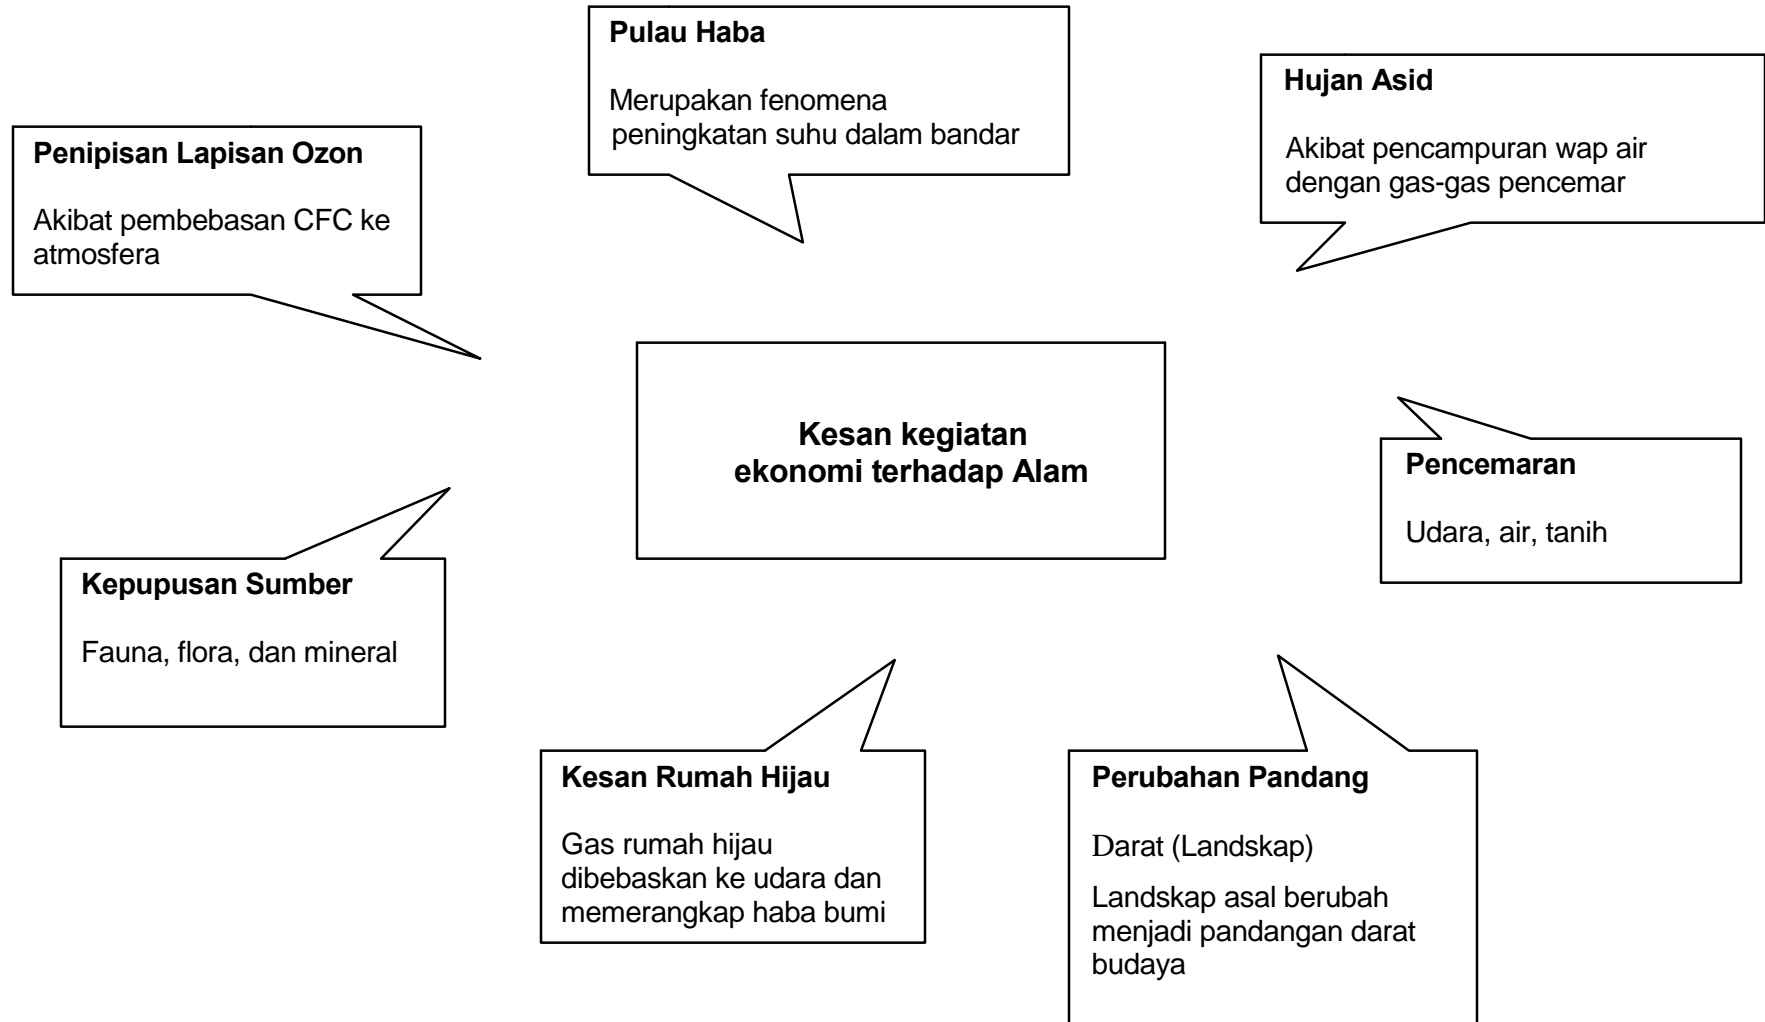 Pulau Haba
Merupakan fenomena
peningkatan suhu dalam bandar
Hujan Asid
Akibat pencampuran wap air
dengan gas-gas pencemar
Penipisan Lapisan Ozon
Akibat pembebasan CFC ke
atmosfera
Kesan kegiatan
ekonomi terhadap Alam
Pencemaran
Udara, air, tanih
Kepupusan Sumber
Fauna, flora, dan mineral
Kesan Rumah Hijau
Gas rumah hijau
dibebaskan ke udara dan
memerangkap haba bumi
Perubahan Pandang
Darat (Landskap)
Landskap asal berubah
menjadi pandangan darat
budaya